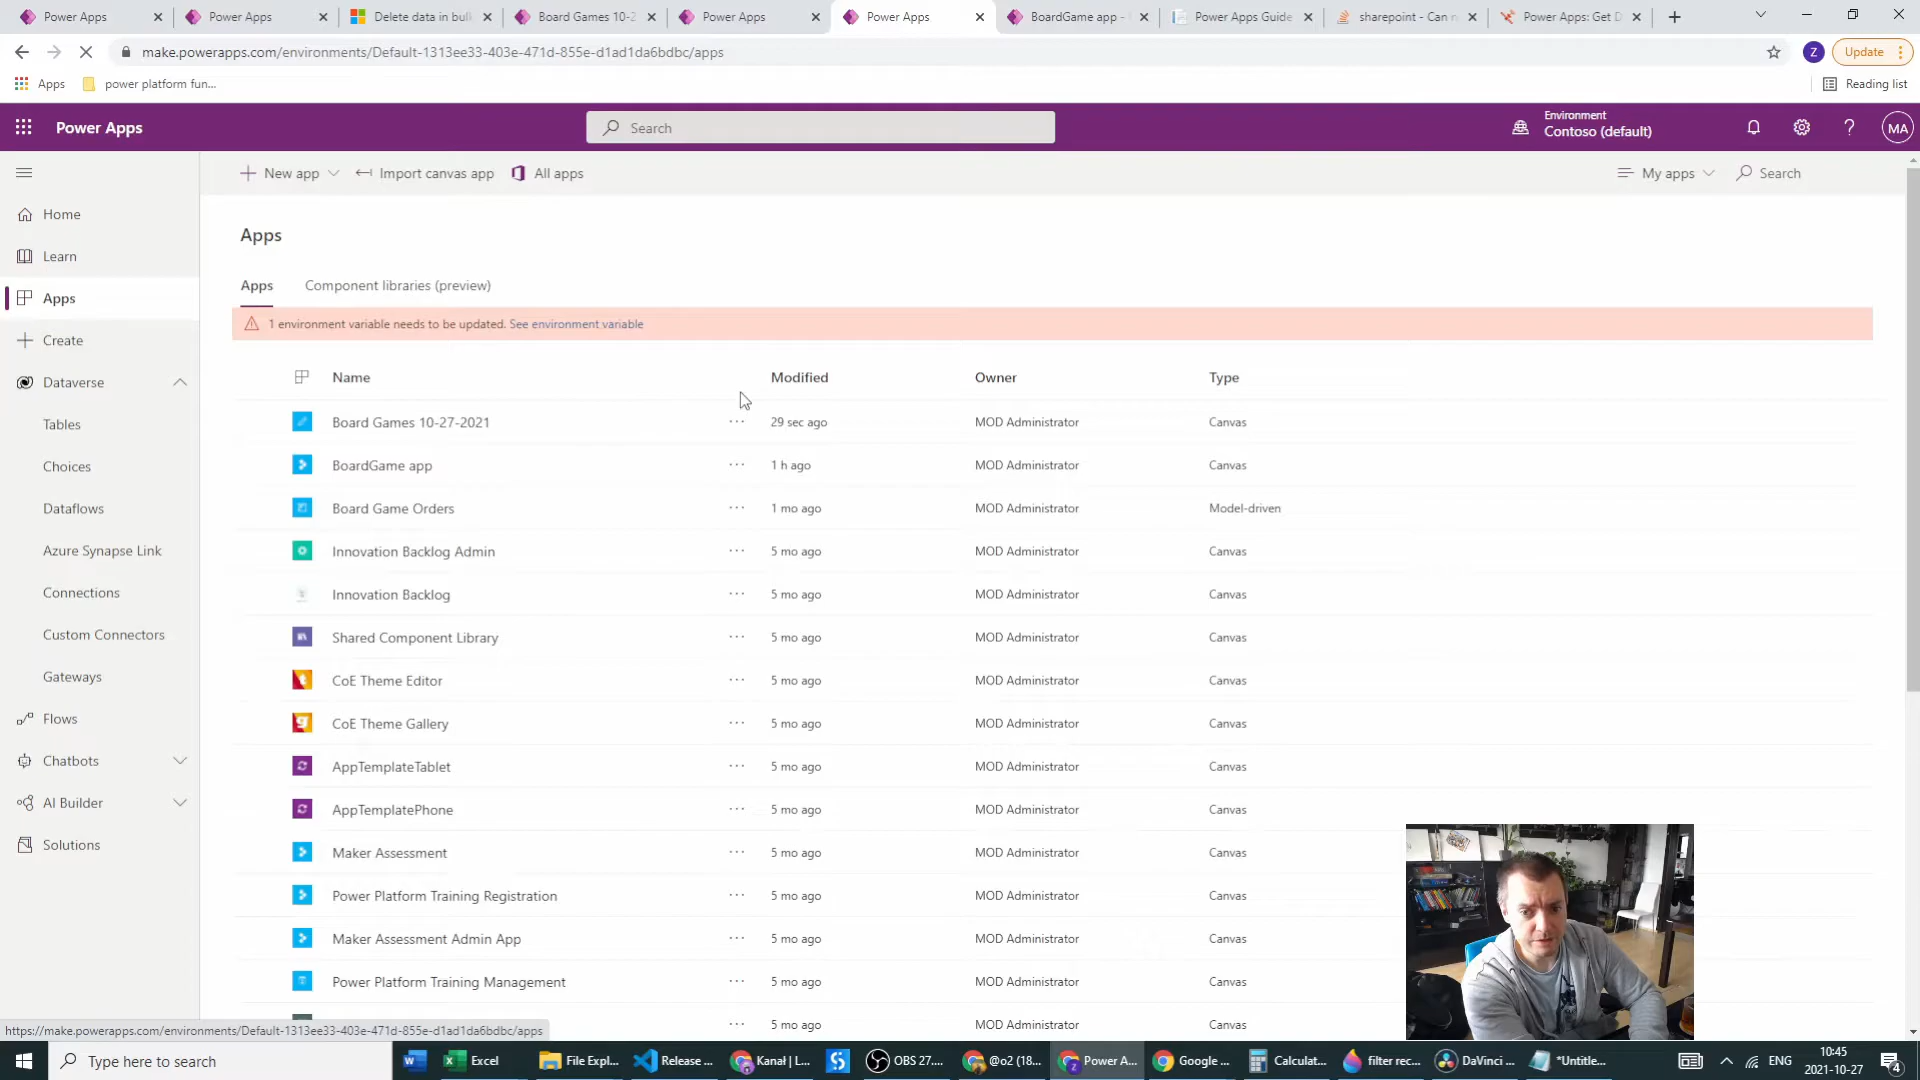 Power Apps
Power Apps
Delete data in bulk
Board Games 10-2
Power Apps
Power Apps
BoardGame app -
Power Apps Guide
sharepoint - Can n
Power Apps: Get D
make.powerapps.com/environments/Default-1313ee33-403e-471d-855e-d1ad1da6bdbc/apps
Z
Update
Apps
power platform fun...
Reading list
Power Apps
Search
Environment
Contoso (default)
MA
New app
Import canvas app
All apps
My apps
Search
Home
Learn
Apps
Create
Dataverse
Tables
Choices
Dataflows
Azure Synapse Link
Connections
Custom Connectors
Gateways
Flows
Chatbots
AI Builder
Solutions
Apps
Apps Component libraries (preview)
1 environment variable needs to be updated. See environment variable
Name Modified Owner Type
Board Games 10-27-2021 ··· 29 sec ago MOD Administrator Canvas
BoardGame app ··· 1 h ago MOD Administrator Canvas
Board Game Orders ··· 1 mo ago MOD Administrator Model-driven
Innovation Backlog Admin ··· 5 mo ago MOD Administrator Canvas
Innovation Backlog ··· 5 mo ago MOD Administrator Canvas
Shared Component Library ··· 5 mo ago MOD Administrator Canvas
CoE Theme Editor ··· 5 mo ago MOD Administrator Canvas
CoE Theme Gallery ··· 5 mo ago MOD Administrator Canvas
AppTemplateTablet ··· 5 mo ago MOD Administrator Canvas
AppTemplatePhone ··· 5 mo ago MOD Administrator Canvas
Maker Assessment ··· 5 mo ago MOD Administrator Canvas
Power Platform Training Registration ··· 5 mo ago MOD Administrator Canvas
Maker Assessment Admin App ··· 5 mo ago MOD Administrator Canvas
Power Platform Training Management ··· 5 mo ago MOD Administrator Canvas
··· 5 mo ago MOD Administrator Canvas
https://make.powerapps.com/environments/Default-1313ee33-403e-471d-855e-d1ad1da6bdbc/apps
Type here to search
Excel
File Expl...
Release ...
Kanał | L...
OBS 27....
@o2 (18...
Power A...
Google ...
Calculat...
filter rec...
DaVinci ...
*Untitle...
ENG
10:45
2021-10-27
4